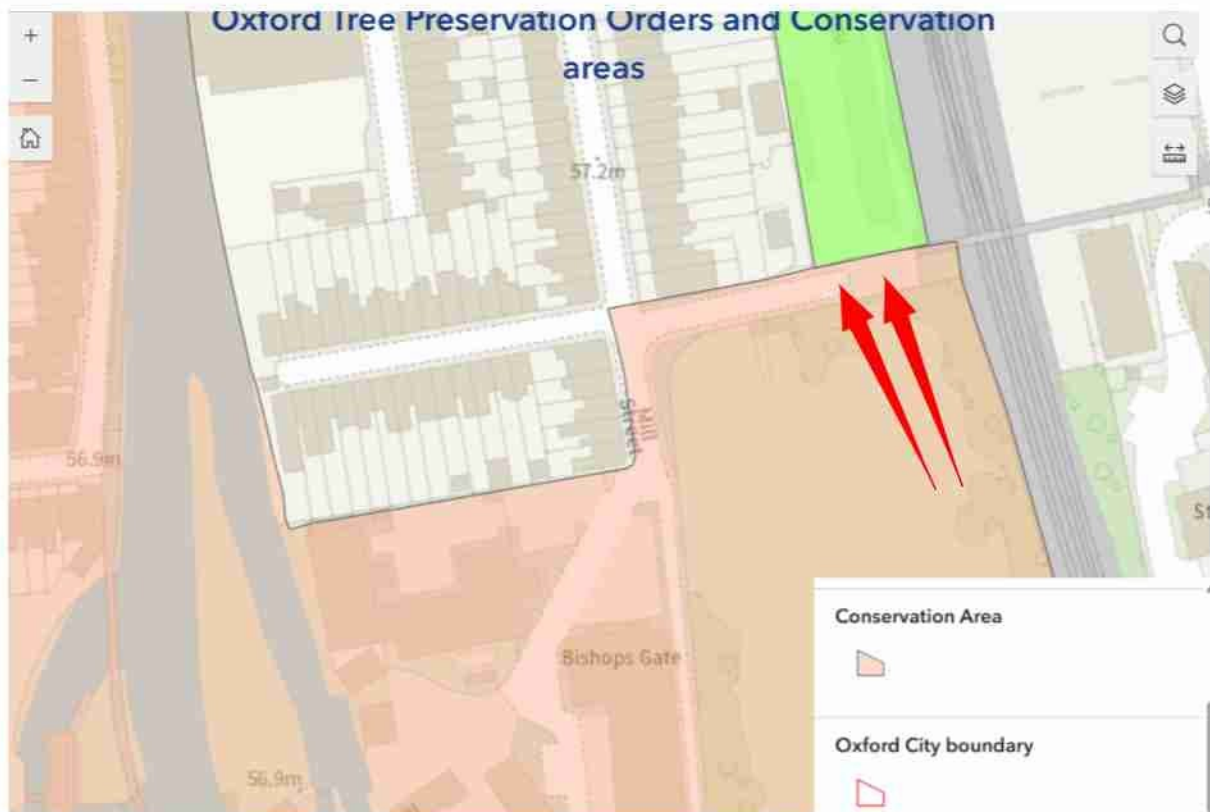 Oxford Tree Preservation Orders and Conservation
areas
57.2m
Mill
Street
56.9m
St
Conservation Area
Bishops Gate
Oxford City boundary
56.9m